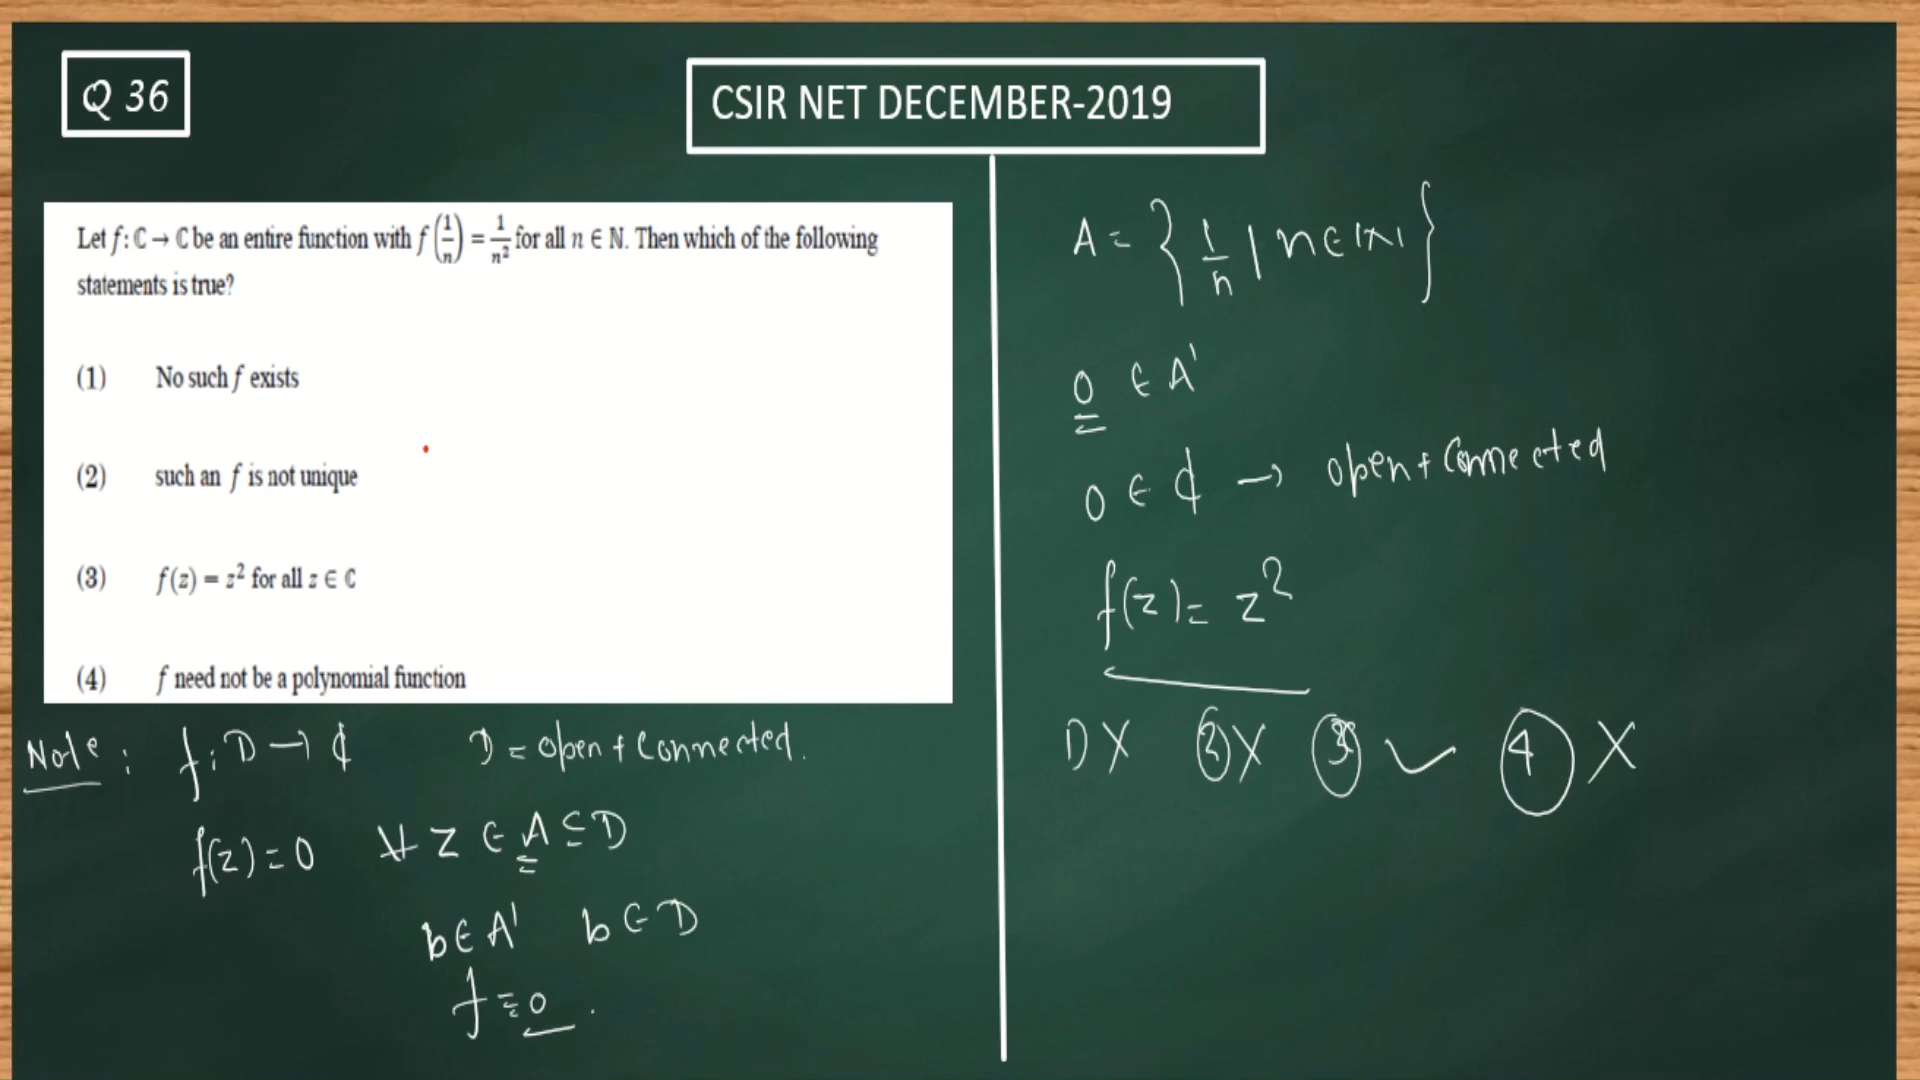 Q 36
CSIR NET DECEMBER-2019
Let f: ℂ → ℂ be an entire function with f(1/n) = 1/n² for all n ∈ ℕ. Then which of the following
statements is true?
(1) No such f exists
(2) such an f is not unique
(3) f(z) = z² for all z ∈ ℂ
(4) f need not be a polynomial function
Note : f: D → ₵ D = open + Connected.
f(z) = 0 ∀ z ∈ A ⊆ D
b ∈ A' b ∈ D
f ≡ 0 .
A = { 1/n | n ∈ ℕ }
0 ∈ A'
0 ∈ ₵ → open + Connected
f(z) = z²
1) X (2) X (3) ✓ (4) X